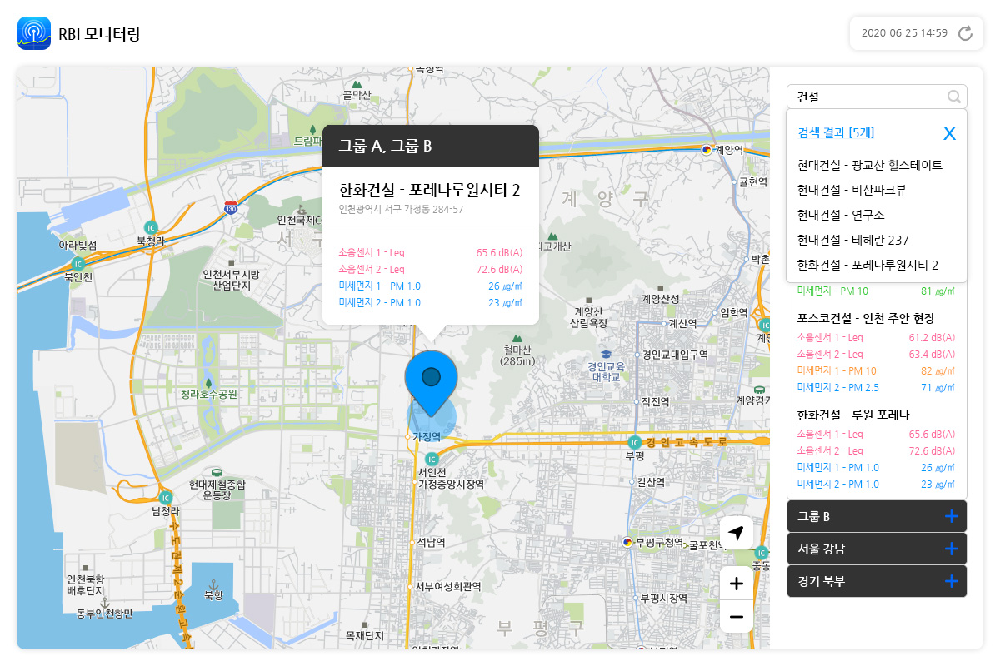 RBI 모니터링
2020-06-25 14:59
건설
검색 결과 [5개]
X
현대건설 - 광교산 힐스테이트
현대건설 - 비산파크뷰
현대건설 - 연구소
현대건설 - 테헤란 237
한화건설 - 포레나루원시티 2
미세먼지 - PM 10 81 ㎍/㎥
포스코건설 - 인천 주안 현장
소음센서 1 - Leq 61.2 dB(A)
소음센서 2 - Leq 63.4 dB(A)
미세먼지 1 - PM 10 82 ㎍/㎥
미세먼지 2 - PM 2.5 71 ㎍/㎥
한화건설 - 루원 포레나
소음센서 1 - Leq 65.6 dB(A)
소음센서 2 - Leq 72.6 dB(A)
미세먼지 1 - PM 1.0 26 ㎍/㎥
미세먼지 2 - PM 1.0 23 ㎍/㎥
그룹 B +
서울 강남 +
경기 북부 +
그룹 A, 그룹 B
한화건설 - 포레나루원시티 2
인천광역시 서구 가정동 284-57
소음센서 1 - Leq 65.6 dB(A)
소음센서 2 - Leq 72.6 dB(A)
미세먼지 1 - PM 1.0 26 ㎍/㎥
미세먼지 2 - PM 1.0 23 ㎍/㎥
골막산
드림파
계양역
귤현역
계 양 구
130
인천국제C
서
IC
북청라
아라빛섬
IC
북인천
인천서부지방
산업단지
피고개산
박촌
계양산성
계양산
산림욕장
계산역
임학역
IC
철마산
(285m)
경인교대입구역
경인교육
대학교
청라호수공원
작전역
계양경기
가정역
IC
경인고속도로
부평
IC
서인천
가정중앙시장역
갈산역
현대제철종합
운동장
IC
남청라
수도권제2순환고속
석남역
부평구청역
굴포천역
IC
중동
인천북항
배후단지
북항
동부인천항만
서부여성회관역
부평시장역
부 평 구
목재단지
+
−